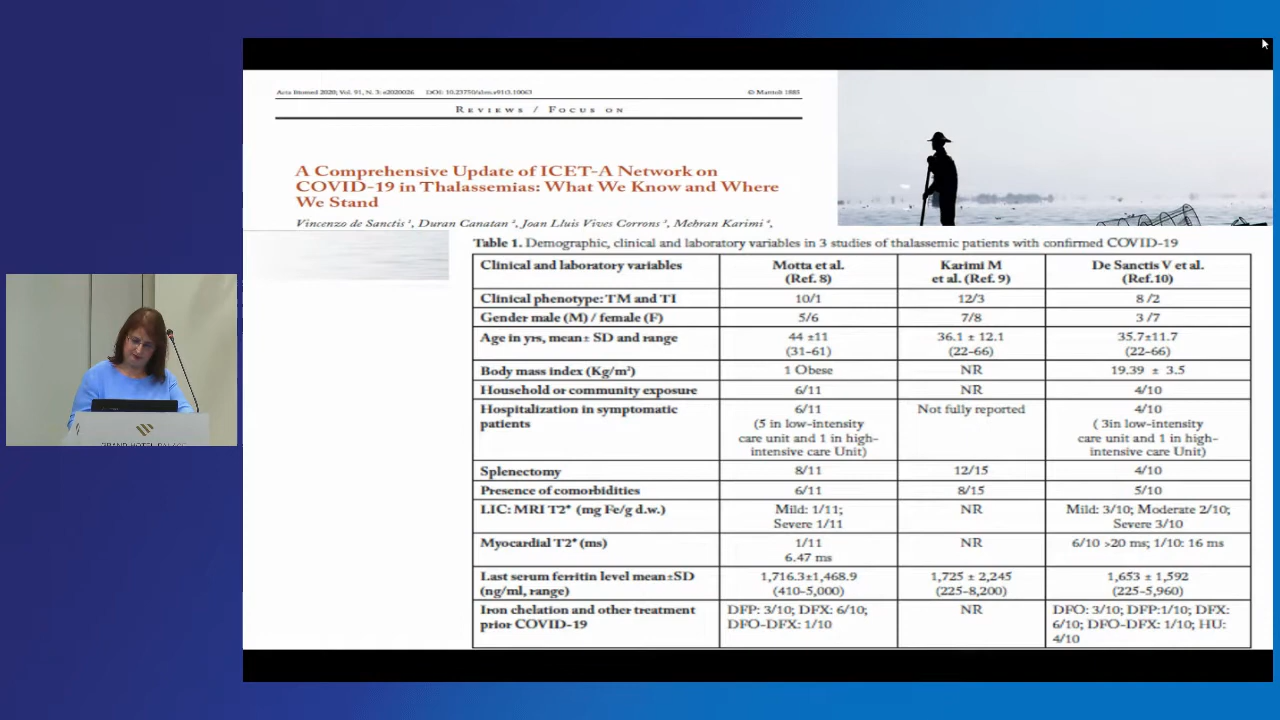 Acta Biomed 2020; Vol. 91, N. 3: e2020026 DOI: 10.23750/abm.v91i3.10063 © Mattioli 1885
Reviews / Focus on
A Comprehensive Update of ICET-A Network on
COVID-19 in Thalassemias: What We Know and Where
We Stand
Vincenzo de Sanctis 1, Duran Canatan 2, Joan Lluis Vives Corrons 3, Mehran Karimi 4,
Table 1. Demographic, clinical and laboratory variables in 3 studies of thalassemic patients with confirmed COVID-19
Clinical and laboratory variables Motta et al. (Ref. 8) Karimi M et al. (Ref. 9) De Sanctis V et al. (Ref.10)
Clinical phenotype: TM and TI 10/1 12/3 8 /2
Gender male (M) / female (F) 5/6 7/8 3 /7
Age in yrs, mean± SD and range 44 ±11 (31-61) 36.1 ± 12.1 (22-66) 35.7±11.7 (22-66)
Body mass index (Kg/m²) 1 Obese NR 19.39 ± 3.5
Household or community exposure 6/11 NR 4/10
Hospitalization in symptomatic patients 6/11 (5 in low-intensity care unit and 1 in high-intensive care Unit) Not fully reported 4/10 ( 3in low-intensity care unit and 1 in high-intensive care Unit)
Splenectomy 8/11 12/15 4/10
Presence of comorbidities 6/11 8/15 5/10
LIC: MRI T2* (mg Fe/g d.w.) Mild: 1/11; Severe 1/11 NR Mild: 3/10; Moderate 2/10; Severe 3/10
Myocardial T2* (ms) 1/11 6.47 ms NR 6/10 >20 ms; 1/10: 16 ms
Last serum ferritin level mean±SD (ng/ml, range) 1,716.3±1,468.9 (410-5,000) 1,725 ± 2,245 (225-8,200) 1,653 ± 1,592 (225-5,960)
Iron chelation and other treatment prior COVID-19 DFP: 3/10; DFX: 6/10; DFO-DFX: 1/10 NR DFO: 3/10; DFP:1/10; DFX: 6/10; DFO-DFX: 1/10; HU: 4/10
GRAND HOTEL PALACE